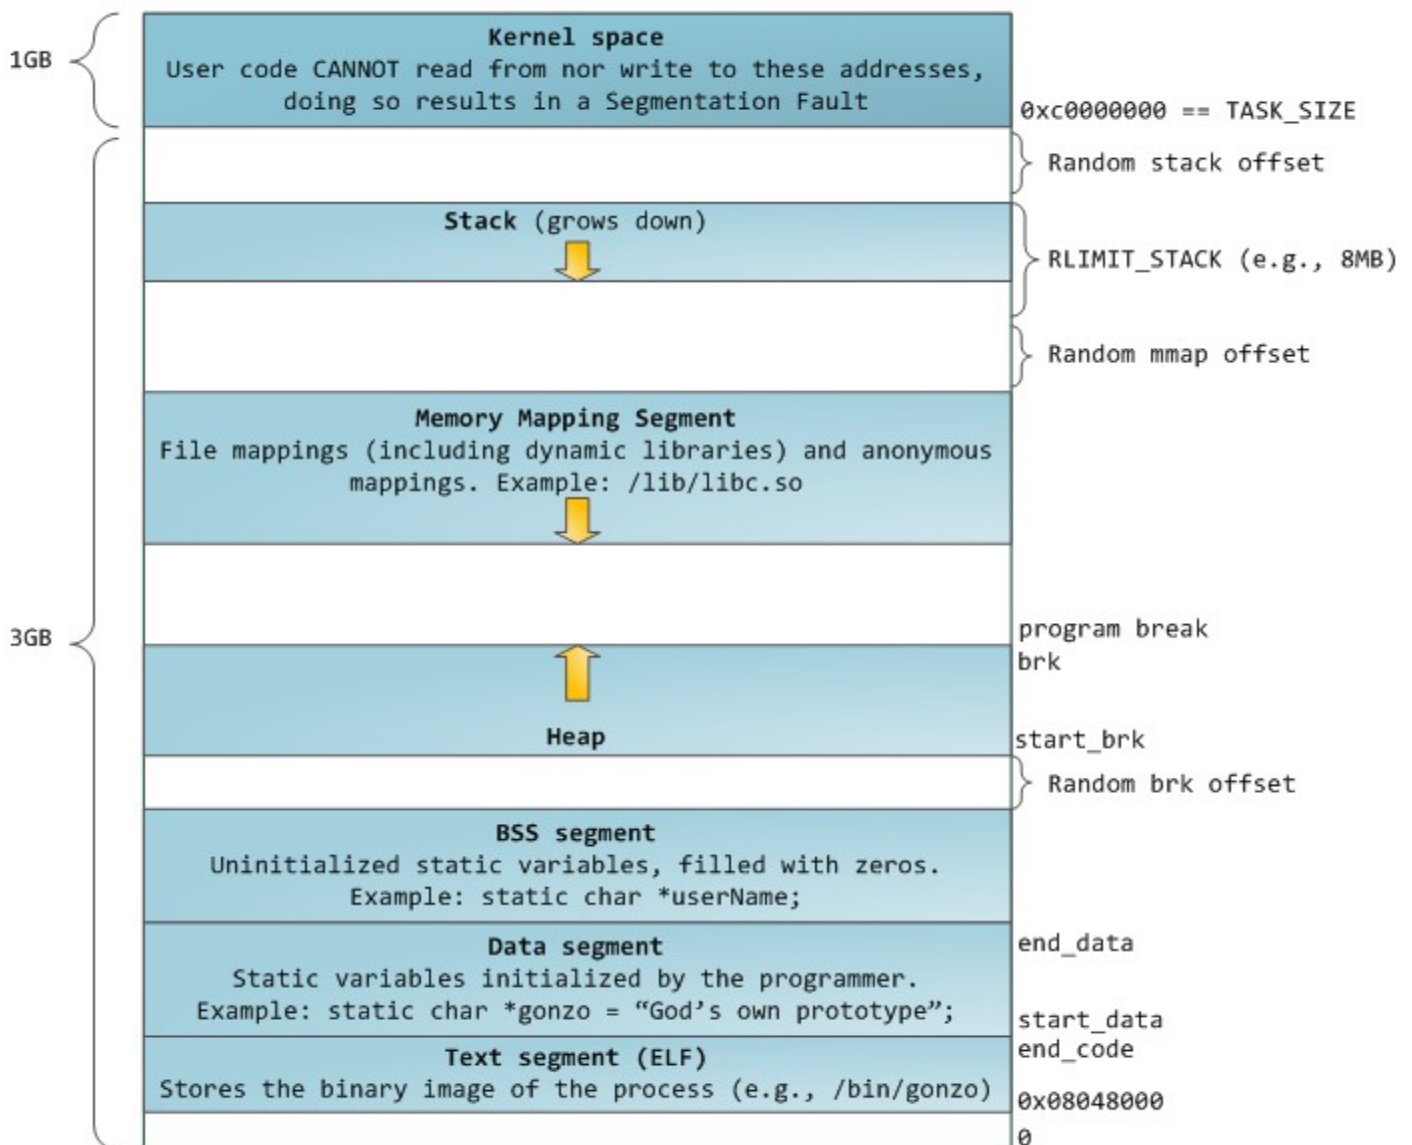 1GB
Kernel space
User code CANNOT read from nor write to these addresses,
doing so results in a Segmentation Fault
0xc0000000 == TASK_SIZE
Random stack offset
Stack (grows down)
RLIMIT_STACK (e.g., 8MB)
Random mmap offset
Memory Mapping Segment
File mappings (including dynamic libraries) and anonymous
mappings. Example: /lib/libc.so
3GB
program break
brk
Heap
start_brk
Random brk offset
BSS segment
Uninitialized static variables, filled with zeros.
Example: static char *userName;
Data segment
Static variables initialized by the programmer.
Example: static char *gonzo = “God’s own prototype”;
end_data
start_data
Text segment (ELF)
Stores the binary image of the process (e.g., /bin/gonzo)
end_code
0x08048000
0